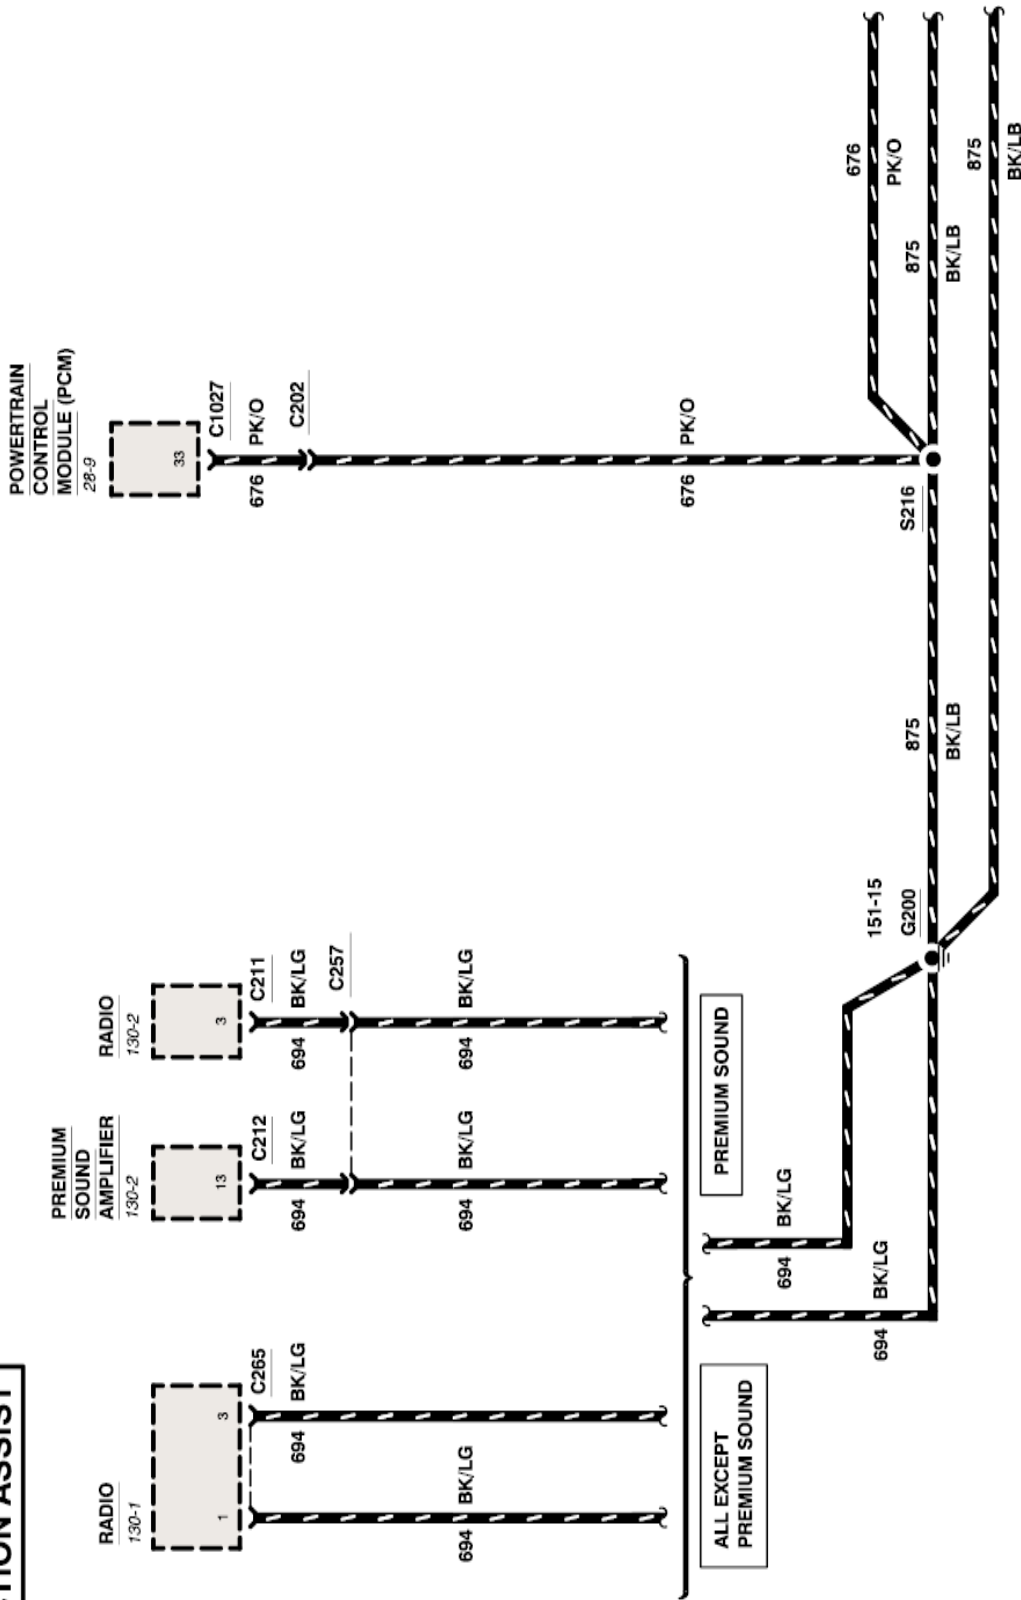 TION ASSIST
RADIO
130-1
1
3
C265
694
BK/LG
694
BK/LG
PREMIUM
SOUND
AMPLIFIER
130-2
13
C212
694
BK/LG
694
BK/LG
RADIO
130-2
3
C211
694
BK/LG
C257
694
BK/LG
POWERTRAIN
CONTROL
MODULE (PCM)
28-9
33
C1027
676
PK/O
C202
676
PK/O
ALL EXCEPT
PREMIUM SOUND
PREMIUM SOUND
694
BK/LG
694
BK/LG
151-15
G200
875
BK/LB
S216
676
PK/O
875
BK/LB
875
BK/LB